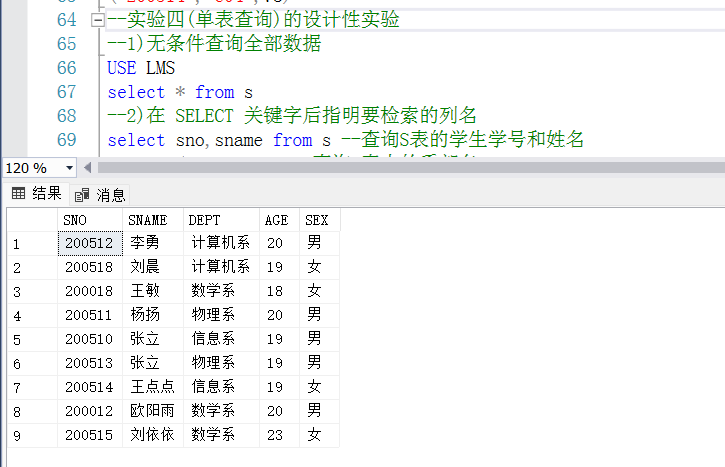 64 --实验四(单表查询)的设计性实验
65 --1)无条件查询全部数据
66 USE LMS
67 select * from s
68 --2)在 SELECT 关键字后指明要检索的列名
69 select sno,sname from s --查询S表的学生学号和姓名
120 %
结果 消息
SNO SNAME DEPT AGE SEX
1 200512 李勇 计算机系 20 男
2 200518 刘晨 计算机系 19 女
3 200018 王敏 数学系 18 女
4 200511 杨扬 物理系 20 男
5 200510 张立 信息系 19 男
6 200513 张立 物理系 19 男
7 200514 王点点 信息系 19 女
8 200012 欧阳雨 数学系 20 男
9 200515 刘依依 数学系 23 女